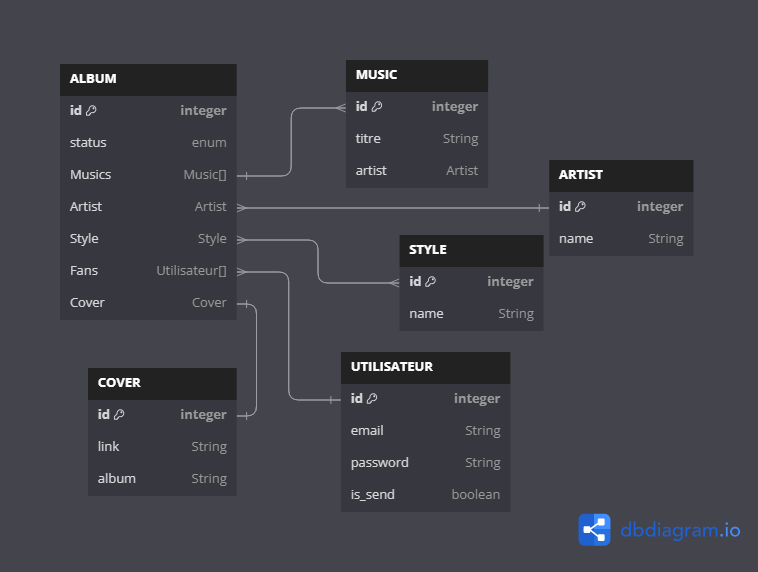 ALBUM
id integer
status enum
Musics Music[]
Artist Artist
Style Style
Fans Utilisateur[]
Cover Cover
MUSIC
id integer
titre String
artist Artist
ARTIST
id integer
name String
STYLE
id integer
name String
UTILISATEUR
id integer
email String
password String
is_send boolean
COVER
id integer
link String
album String
dbdiagram.io